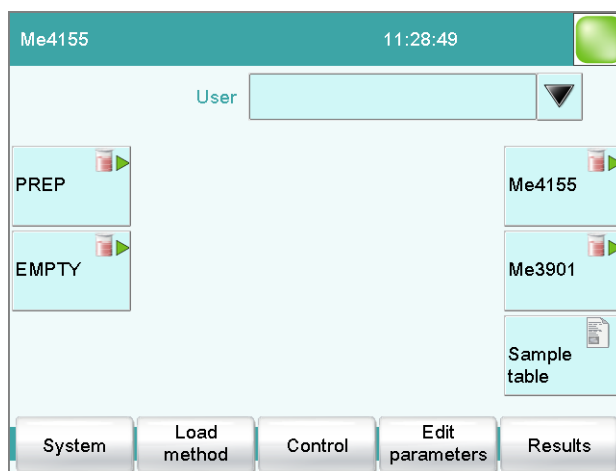 Me4155 11:28:49
User
PREP
Me4155
EMPTY
Me3901
Sample
table
System
Load
method
Control
Edit
parameters
Results